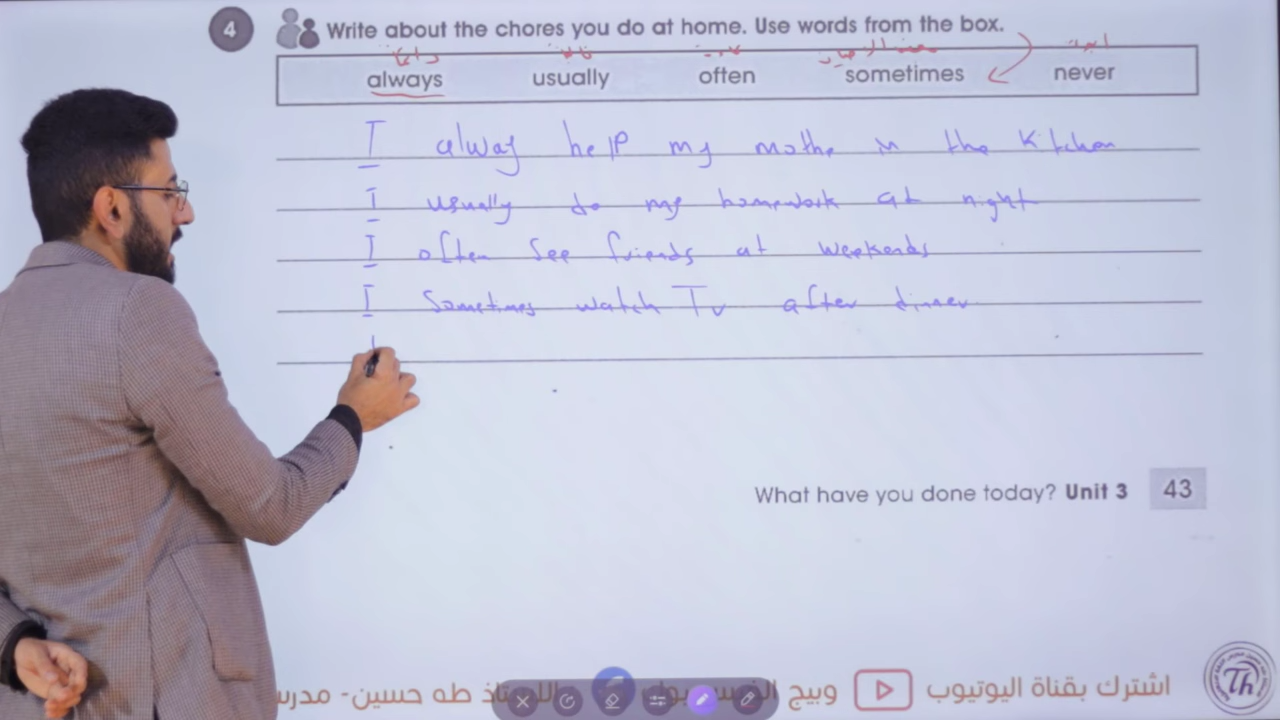 4 Write about the chores you do at home. Use words from the box.
always usually often sometimes never
I alway help my mothe in the kitchen
I usually do my homework at night
I often see friends at weekends
I sometimes watch Tv after dinner
What have you done today? Unit 3 43
اشترك بقناة اليوتيوب وبيج طه حسين - مدرس
Th